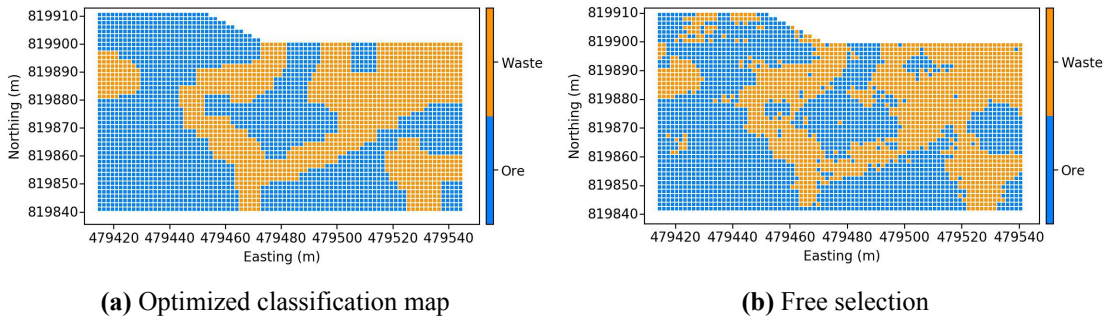 819910
819900
819890
819880
819870
819860
819850
819840
Northing (m)
479420 479440 479460 479480 479500 479520 479540
Easting (m)
Waste
Ore
(a) Optimized classification map
819910
819900
819890
819880
819870
819860
819850
819840
Northing (m)
479420 479440 479460 479480 479500 479520 479540
Easting (m)
Waste
Ore
(b) Free selection